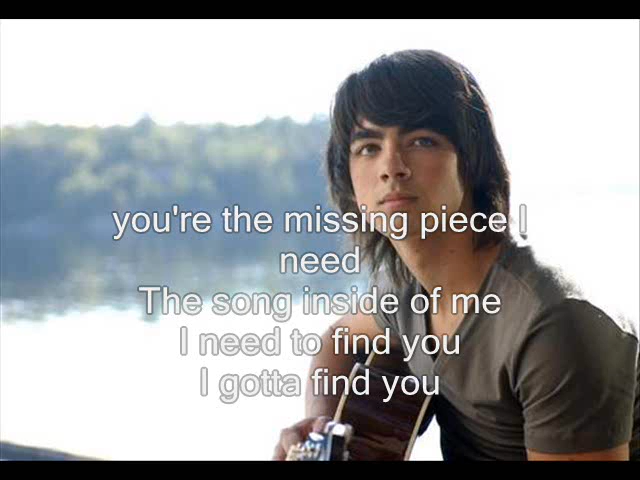 you're the missing piece I
need
The song inside of me
I need to find you
I gotta find you